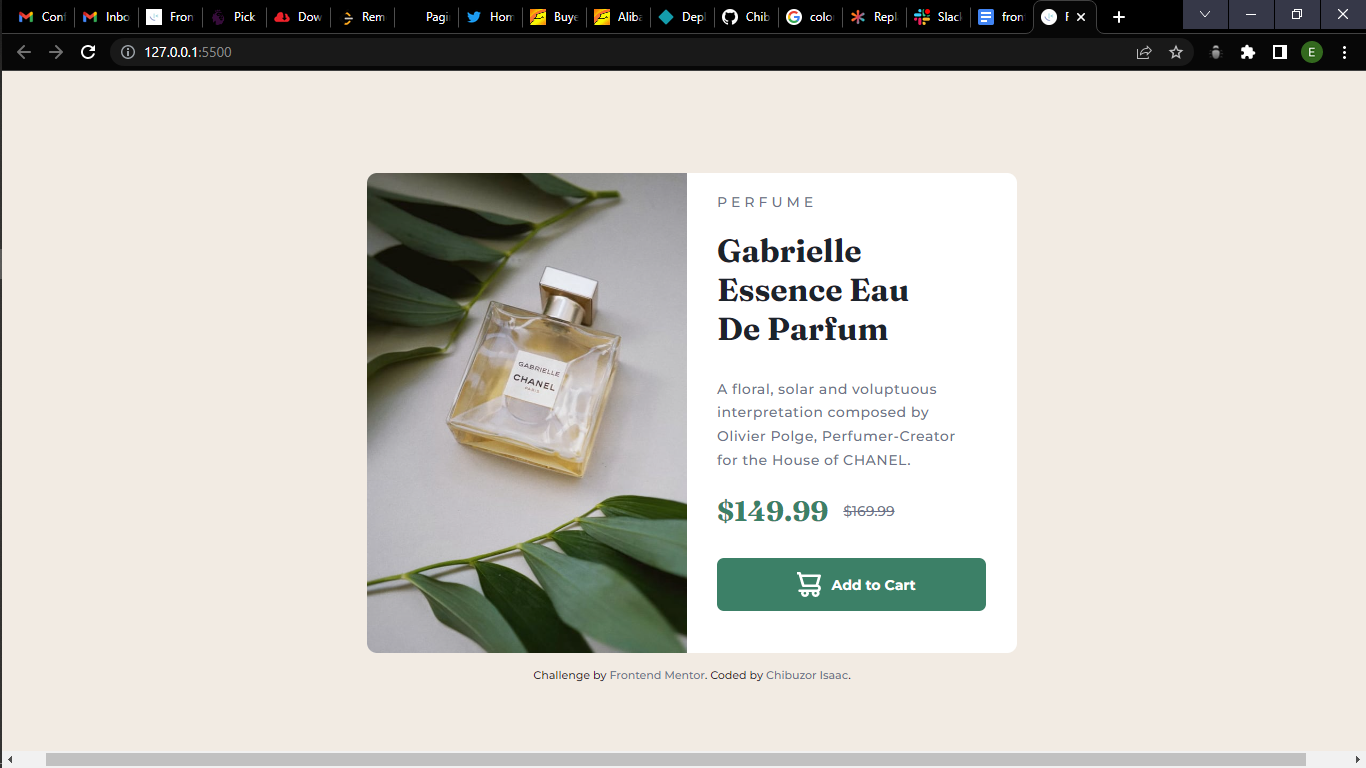 Conf
Inbo
Fron
Pick
Dow
Rem
Pagi
Hom
Buye
Aliba
Depl
Chib
colo
Repl
Slac
fron
F
127.0.0.1:5500
E
PERFUME
Gabrielle
Essence Eau
De Parfum
A floral, solar and voluptuous
interpretation composed by
Olivier Polge, Perfumer-Creator
for the House of CHANEL.
$149.99 $169.99
Add to Cart
GABRIELLE
CHANEL
PARIS
Challenge by Frontend Mentor. Coded by Chibuzor Isaac.